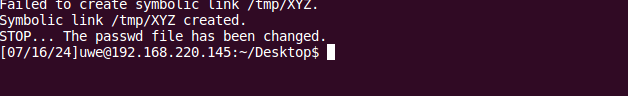 Failed to create symbolic link /tmp/XYZ.
Symbolic link /tmp/XYZ created.
STOP... The passwd file has been changed.
[07/16/24]uwe@192.168.220.145:~/Desktop$